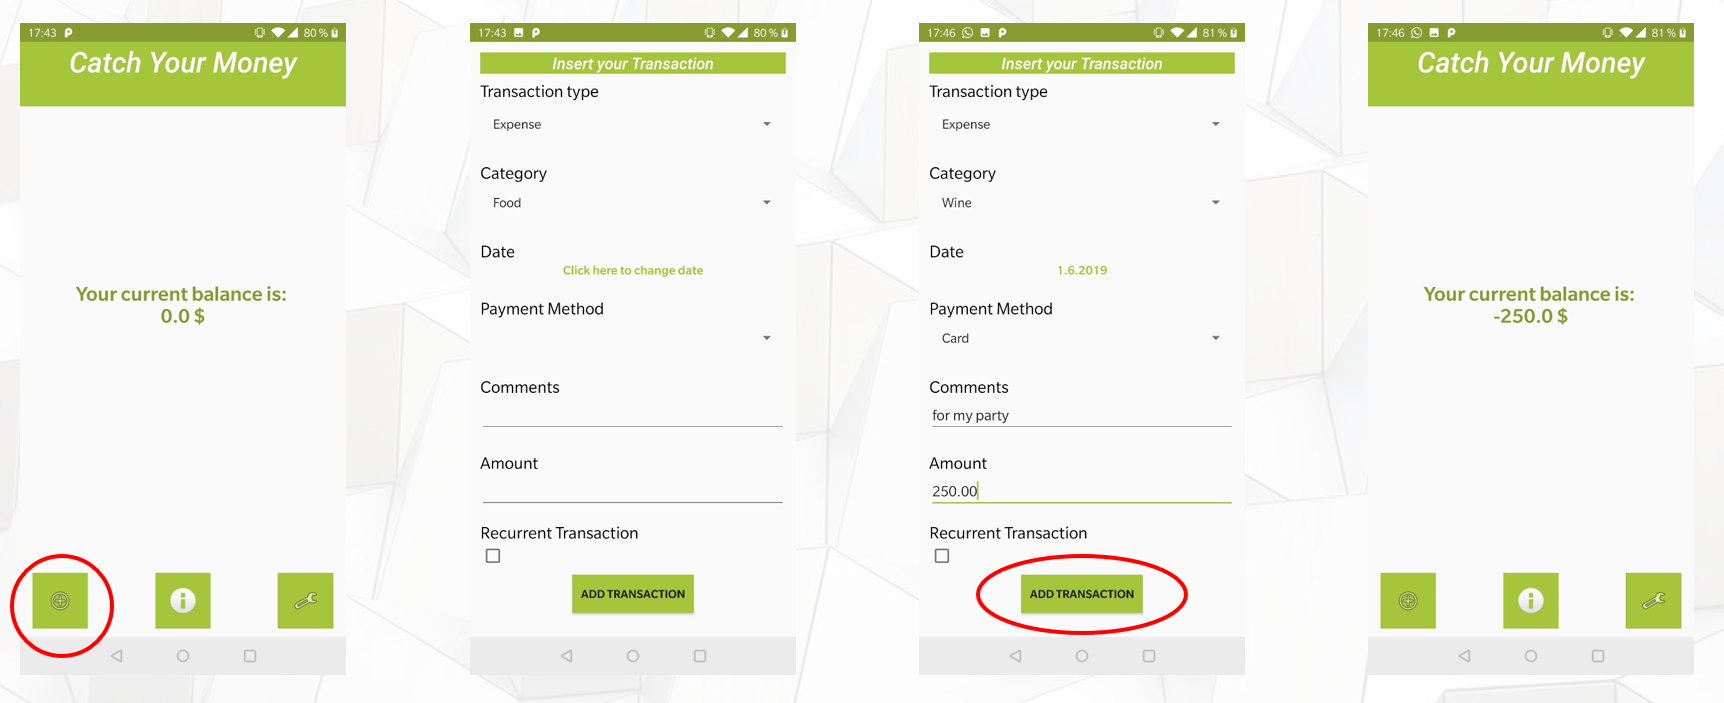 17:43
80 %
Catch Your Money
Your current balance is:
0.0 $
17:43
80 %
Insert your Transaction
Transaction type
Expense
Category
Food
Date
Click here to change date
Payment Method
Comments
Amount
Recurrent Transaction
ADD TRANSACTION
17:46
81 %
Insert your Transaction
Transaction type
Expense
Category
Wine
Date
1.6.2019
Payment Method
Card
Comments
for my party
Amount
250.00
Recurrent Transaction
ADD TRANSACTION
17:46
81 %
Catch Your Money
Your current balance is:
-250.0 $